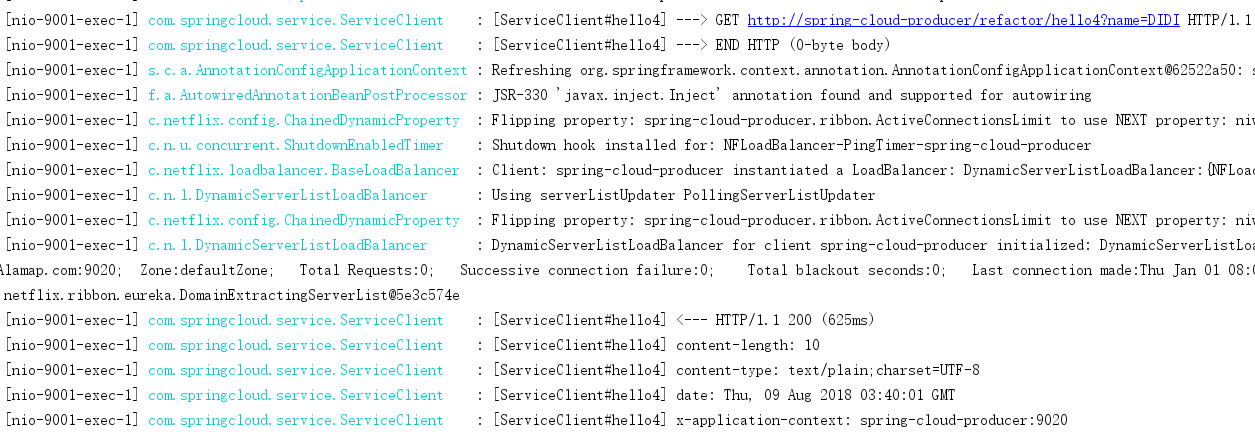 [nio-9001-exec-1] com.springcloud.service.ServiceClient : [ServiceClient#hello4] ---> GET http://spring-cloud-producer/refactor/hello4?name=DIDI HTTP/1.1
[nio-9001-exec-1] com.springcloud.service.ServiceClient : [ServiceClient#hello4] ---> END HTTP (0-byte body)
[nio-9001-exec-1] s.c.a.AnnotationConfigApplicationContext : Refreshing org.springframework.context.annotation.AnnotationConfigApplicationContext@62522a50: s
[nio-9001-exec-1] f.a.AutowiredAnnotationBeanPostProcessor : JSR-330 'javax.inject.Inject' annotation found and supported for autowiring
[nio-9001-exec-1] c.netflix.config.ChainedDynamicProperty : Flipping property: spring-cloud-producer.ribbon.ActiveConnectionsLimit to use NEXT property: niw
[nio-9001-exec-1] c.n.u.concurrent.ShutdownEnabledTimer : Shutdown hook installed for: NFLoadBalancer-PingTimer-spring-cloud-producer
[nio-9001-exec-1] c.netflix.loadbalancer.BaseLoadBalancer : Client: spring-cloud-producer instantiated a LoadBalancer: DynamicServerListLoadBalancer:{NFLoad
[nio-9001-exec-1] c.n.l.DynamicServerListLoadBalancer : Using serverListUpdater PollingServerListUpdater
[nio-9001-exec-1] c.netflix.config.ChainedDynamicProperty : Flipping property: spring-cloud-producer.ribbon.ActiveConnectionsLimit to use NEXT property: niw
[nio-9001-exec-1] c.n.l.DynamicServerListLoadBalancer : DynamicServerListLoadBalancer for client spring-cloud-producer initialized: DynamicServerListLoa
Alamap.com:9020; Zone:defaultZone; Total Requests:0; Successive connection failure:0; Total blackout seconds:0; Last connection made:Thu Jan 01 08:0
netflix.ribbon.eureka.DomainExtractingServerList@5e3c574e
[nio-9001-exec-1] com.springcloud.service.ServiceClient : [ServiceClient#hello4] <--- HTTP/1.1 200 (625ms)
[nio-9001-exec-1] com.springcloud.service.ServiceClient : [ServiceClient#hello4] content-length: 10
[nio-9001-exec-1] com.springcloud.service.ServiceClient : [ServiceClient#hello4] content-type: text/plain;charset=UTF-8
[nio-9001-exec-1] com.springcloud.service.ServiceClient : [ServiceClient#hello4] date: Thu, 09 Aug 2018 03:40:01 GMT
[nio-9001-exec-1] com.springcloud.service.ServiceClient : [ServiceClient#hello4] x-application-context: spring-cloud-producer:9020